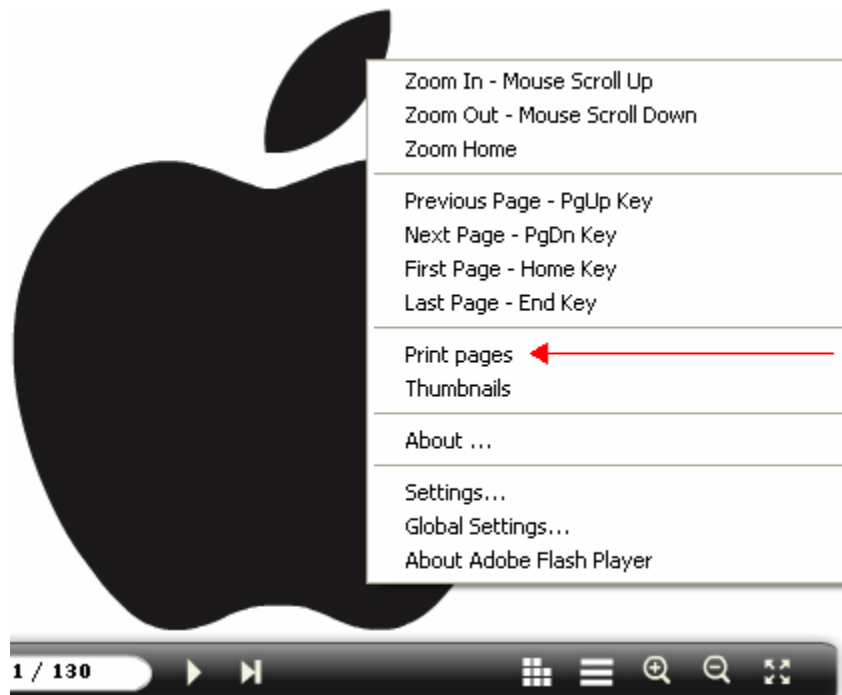 Zoom In - Mouse Scroll Up
Zoom Out - Mouse Scroll Down
Zoom Home
Previous Page - PgUp Key
Next Page - PgDn Key
First Page - Home Key
Last Page - End Key
Print pages
Thumbnails
About ...
Settings...
Global Settings...
About Adobe Flash Player
1 / 130